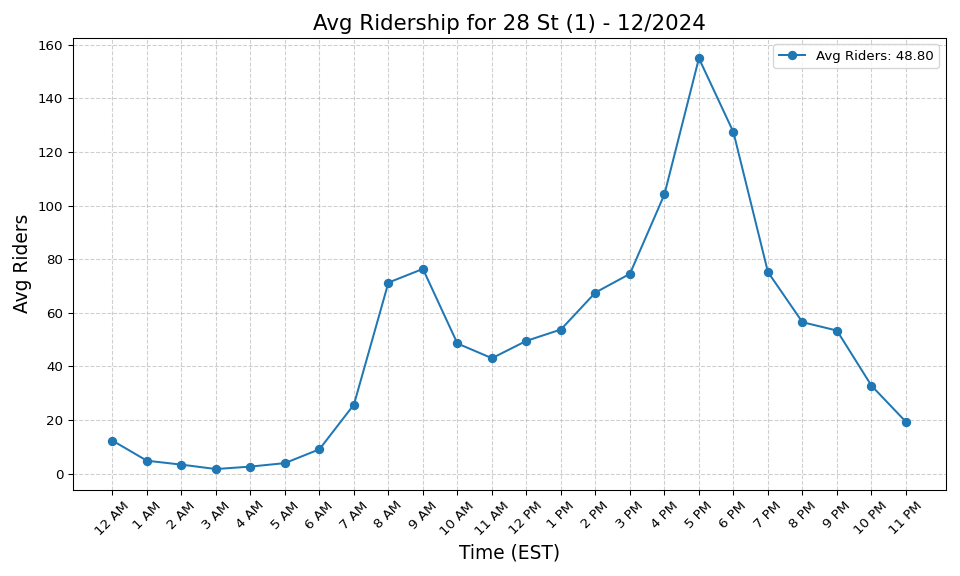 Avg Ridership for 28 St (1) - 12/2024
Avg Riders: 48.80
Avg Riders
160
140
120
100
80
60
40
20
0
12 AM
1 AM
2 AM
3 AM
4 AM
5 AM
6 AM
7 AM
8 AM
9 AM
10 AM
11 AM
12 PM
1 PM
2 PM
3 PM
4 PM
5 PM
6 PM
7 PM
8 PM
9 PM
10 PM
11 PM
Time (EST)